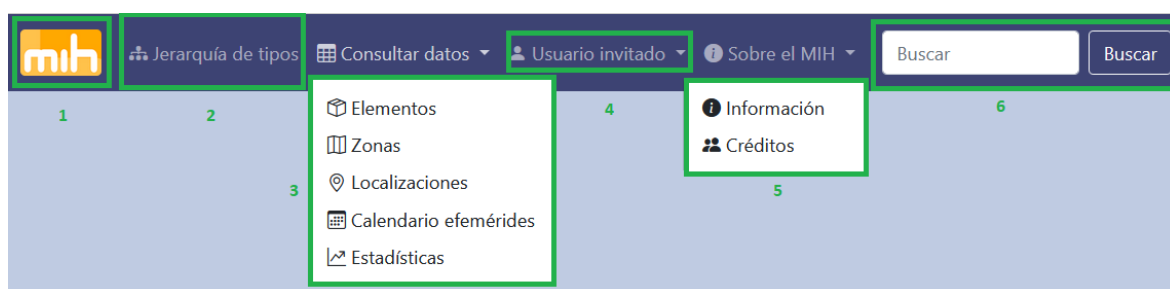 mih Jerarquía de tipos Consultar datos Usuario invitado Sobre el MIH Buscar Buscar
1 2 Elementos 4 Información 6
Zonas Créditos
3 Localizaciones 5
Calendario efemérides
Estadísticas